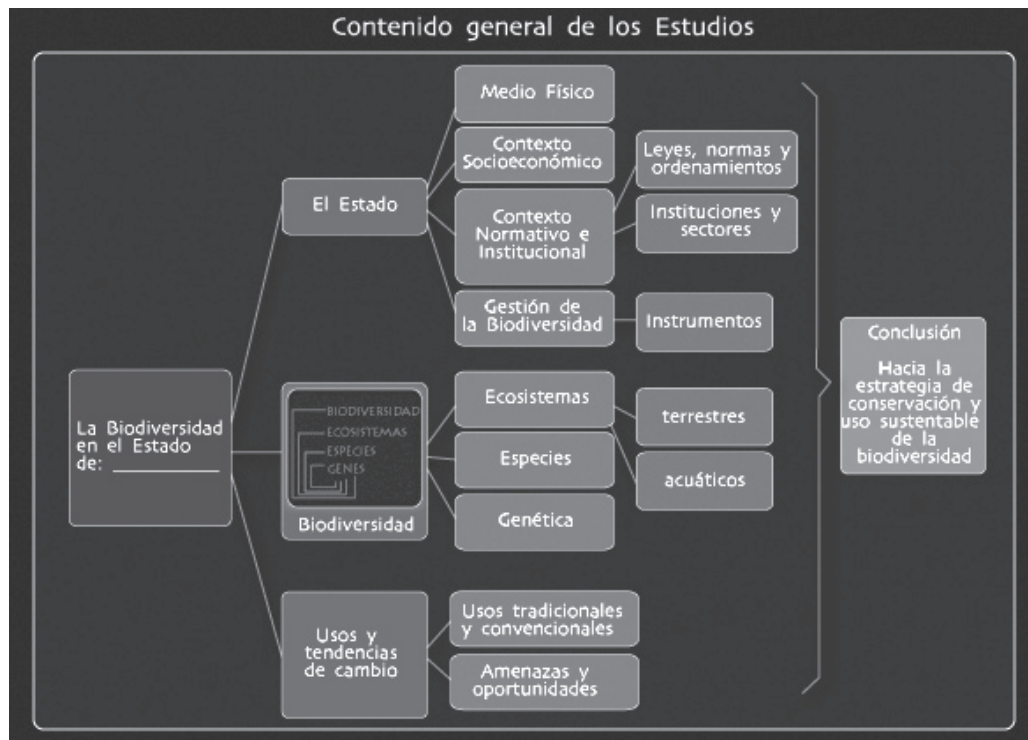 Contenido general de los Estudios
La Biodiversidad
en el Estado
de: ____________
El Estado
Medio Físico
Contexto
Socioeconómico
Contexto
Normativo e
Institucional
Leyes, normas y
ordenamientos
Instituciones y
sectores
Gestión de
la Biodiversidad
Instrumentos
BIODIVERSIDAD
ECOSISTEMAS
ESPECIES
GENES
Biodiversidad
Ecosistemas
terrestres
acuáticos
Especies
Genética
Usos y
tendencias
de cambio
Usos tradicionales
y convencionales
Amenazas y
oportunidades
Conclusión
Hacia la
estrategia de
conservación y
uso sustentable
de la
biodiversidad